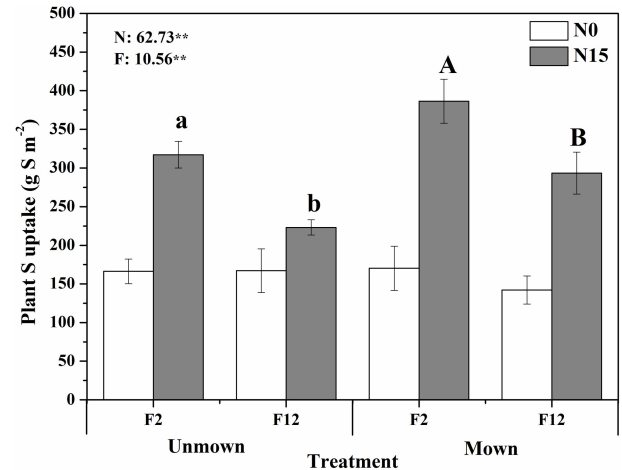 500
450
400
350
300
250
200
150
100
50
0
Plant S uptake (g S m-2)
N: 62.73**
F: 10.56**
N0
N15
a
b
A
B
F2
F12
F2
F12
Unmown
Mown
Treatment